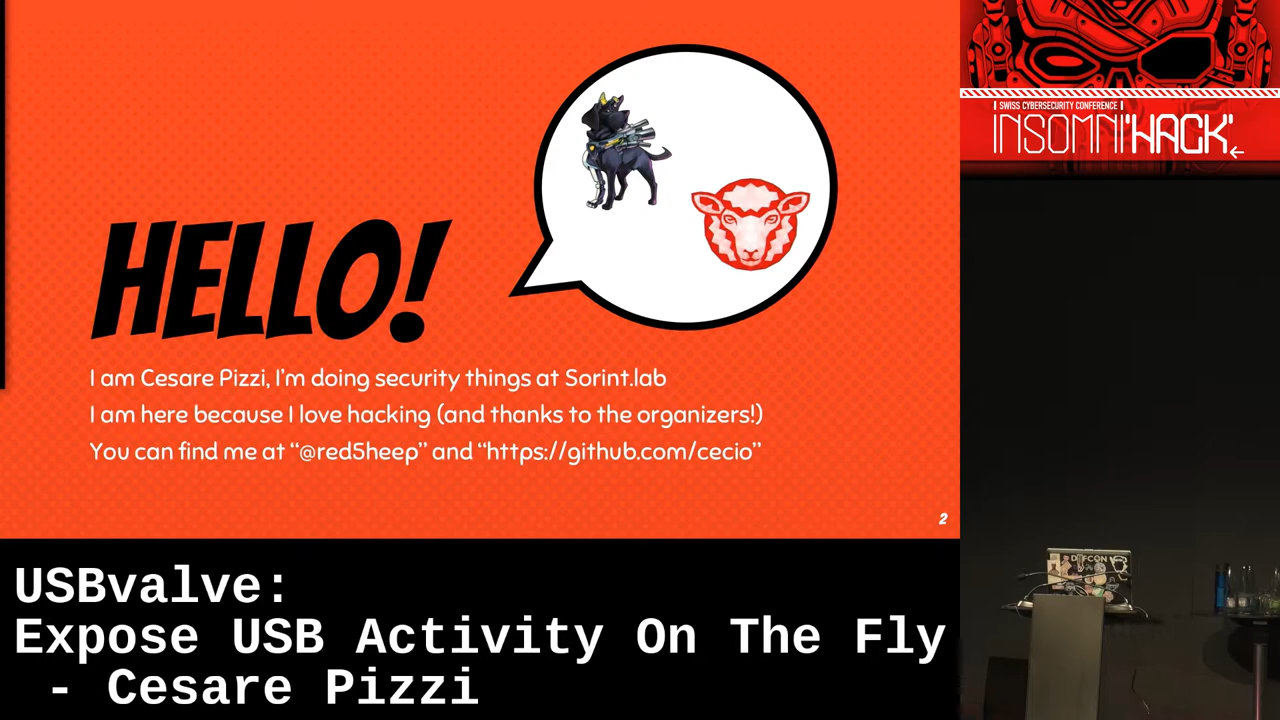 HELLO!
I am Cesare Pizzi, I'm doing security things at Sorint.lab
I am here because I love hacking (and thanks to the organizers!)
You can find me at “@red5heep” and “https://github.com/cecio”
2
USBvalve:
Expose USB Activity On The Fly
- Cesare Pizzi
SWISS CYBERSECURITY CONFERENCE
INSOMNI'HACK'
DEFCON